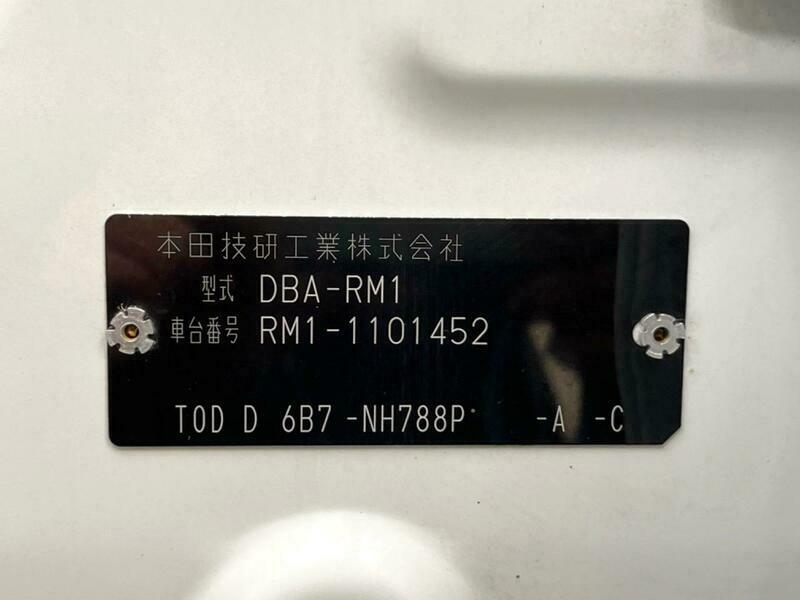 本田技研工業株式会社
型式 DBA-RM1
車台番号 RM1-1101452
TOD D 6B7 -NH788P -A -C